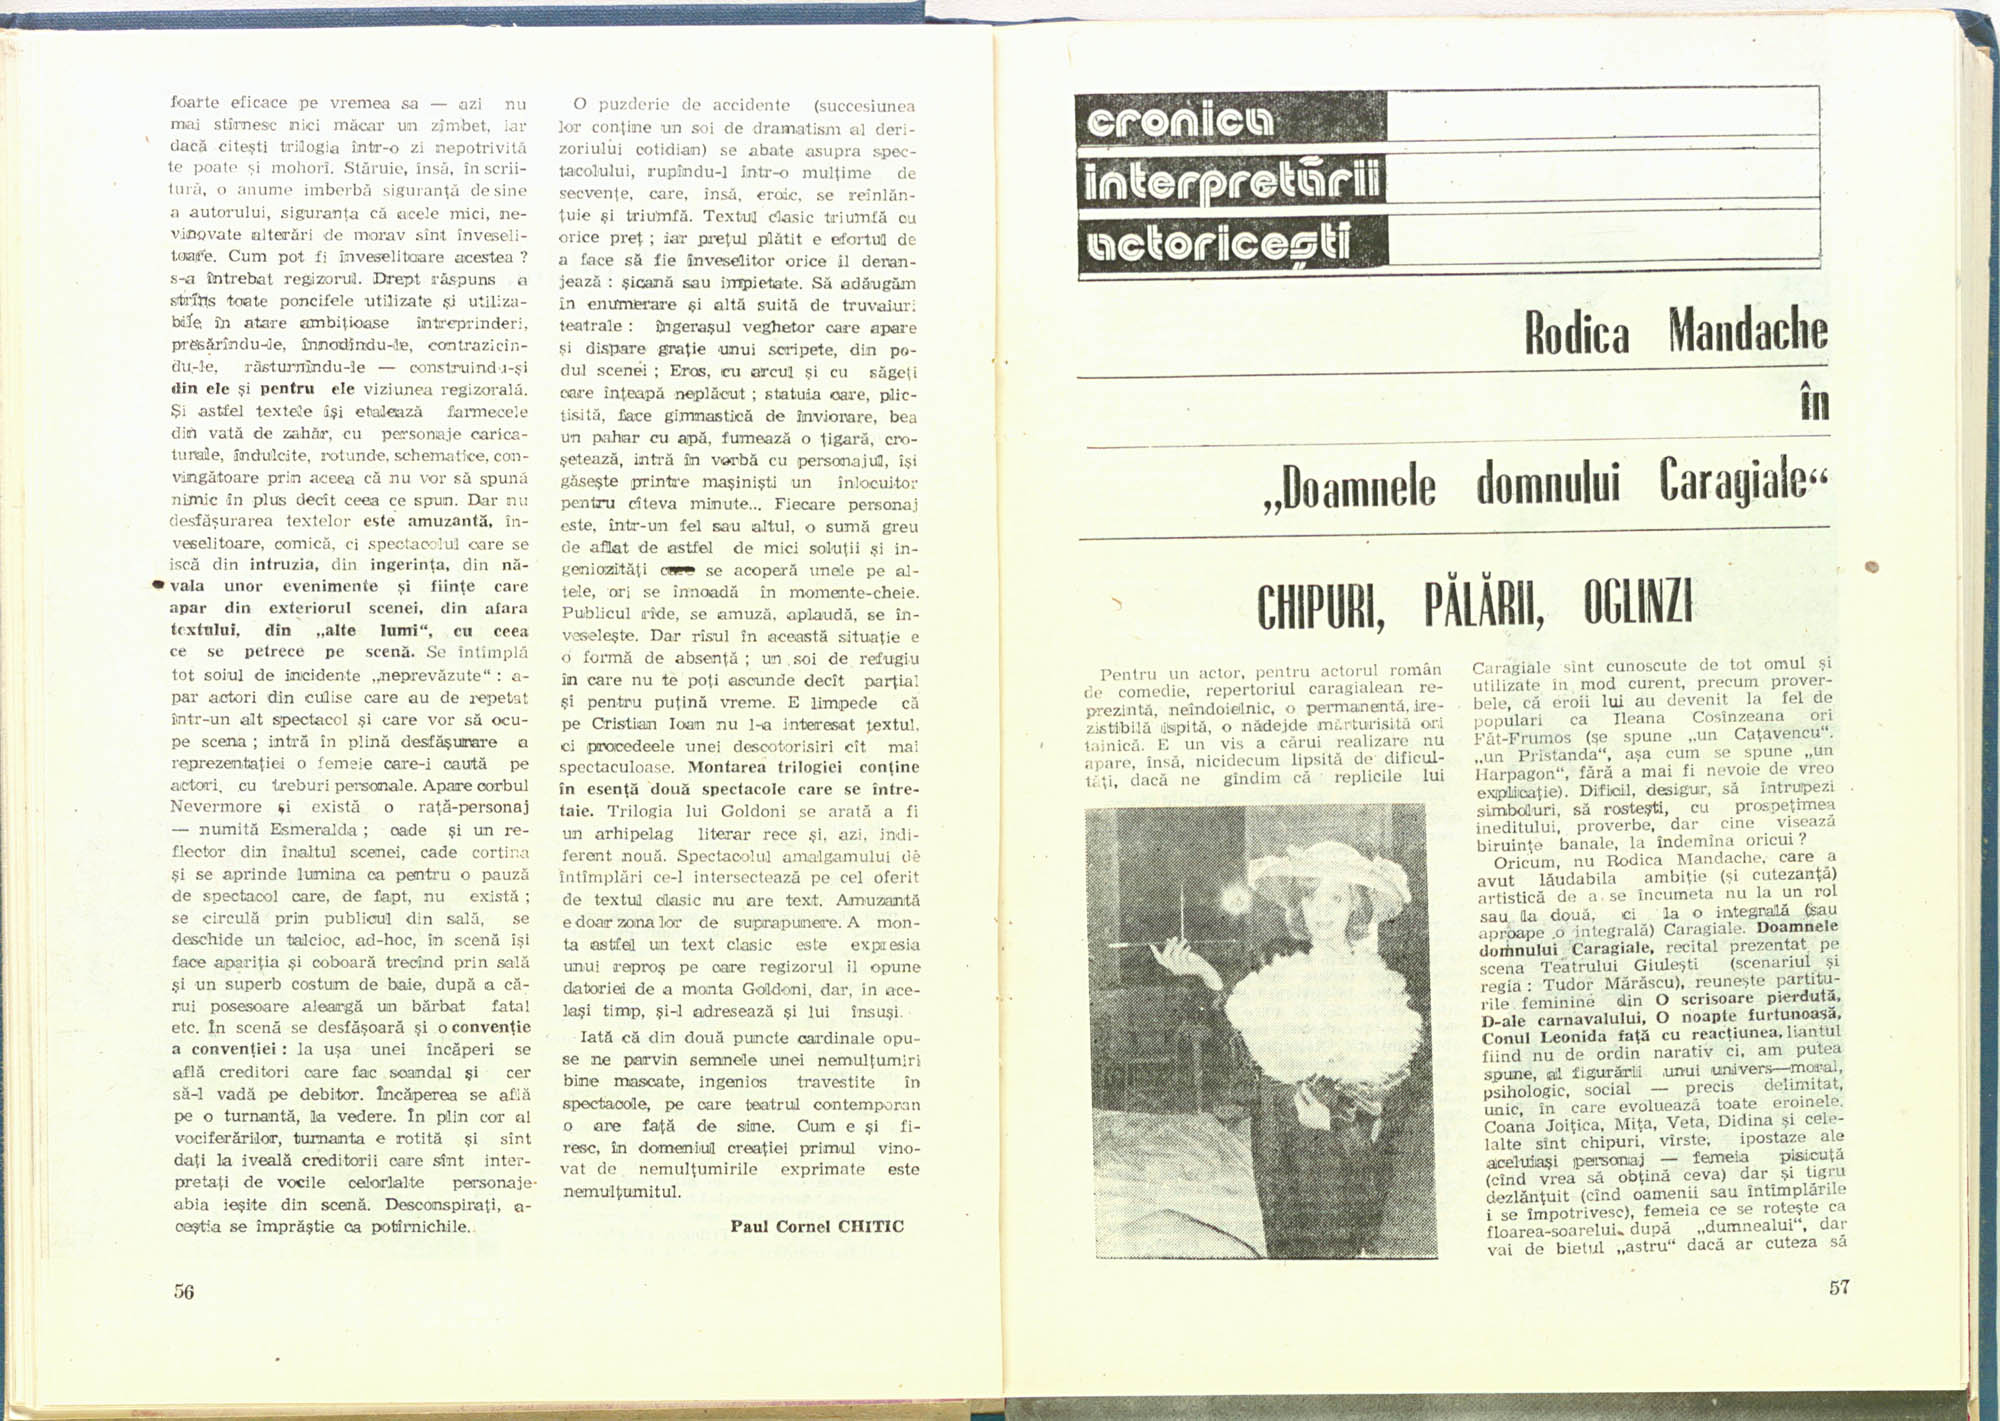 foarte eficace pe vremea sa — azi nu
mai stîrnesc nici măcar un zîmbet, iar
dacă citești trilogia într-o zi nepotrivită
te poate și mohorî. Stăruie, însă, în scrii-
tură, o anume imberbă siguranță de sine
a autorului, siguranța că acele mici, ne-
vinovate alterări de morav sînt înveseli-
toare. Cum pot fi înveselitoare acestea ?
s-a întrebat regizorul. Drept răspuns a
strîns toate poncifele utilizate și utiliza-
bile în atare ambițioase întreprinderi,
presărîndu-le, înnodîndu-le, contrazicîn-
du-le, răsturnîndu-le — construindu-și
din ele și pentru ele viziunea regizorală.
Și astfel textele își etalează farmecele
din vată de zahăr, cu personaje carica-
turale, îndulcite, rotunde, schematice, con-
vingătoare prin aceea că nu vor să spună
nimic în plus decît ceea ce spun. Dar nu
desfășurarea textelor este amuzantă, în-
veselitoare, comică, ci spectacolul care se
iscă din intruzia, din ingerința, din nă-
vala unor evenimente și ființe care
apar din exteriorul scenei, din afara
textului, din „alte lumi“, cu ceea
ce se petrece pe scenă. Se întîmplă
tot soiul de incidente „neprevăzute“ : a-
par actori din culise care au de repetat
într-un alt spectacol și care vor să ocu-
pe scena ; intră în plină desfășurare a
reprezentației o femeie care-i caută pe
actori, cu treburi personale. Apare corbul
Nevermore și există o rață-personaj
— numită Esmeralda ; cade și un re-
flector din înaltul scenei, cade cortina
și se aprinde lumina ca pentru o pauză
de spectacol care, de fapt, nu există ;
se circulă prin publicul din sală, se
deschide un talcioc, ad-hoc, în scenă își
face apariția și coboară trecînd prin sală
și un superb costum de baie, după a că-
rui posesoare aleargă un bărbat fatal
etc. În scenă se desfășoară și o convenție
a convenției : la ușa unei încăperi se
află creditori care fac scandal și cer
să-l vadă pe debitor. Încăperea se află
pe o turnantă, la vedere. În plin cor al
vociferărilor, turnanta e rotită și sînt
dați la iveală creditorii care sînt inter-
pretați de vocile celorlalte personaje
abia ieșite din scenă. Desconspirați, a-
ceștia se împrăștie ca potîrnichile.
O puzderie de accidente (succesiunea
lor conține un soi de dramatism al deri-
zoriului cotidian) se abate asupra spec-
tacolului, rupîndu-l într-o mulțime de
secvențe, care, însă, eroic, se reînlăn-
țuie și triumfă. Textul clasic triumfă cu
orice preț ; iar prețul plătit e efortul de
a face să fie înveselitor orice îl deran-
jează : șicană sau impietate. Să adăugăm
în enumerare și altă suită de truvaiuri
teatrale : îngerașul veghetor care apare
și dispare grație unui scripete, din po-
dul scenei ; Eros, cu arcul și cu săgeți
care înțeapă neplăcut ; statuia care, plic-
tisită, face gimnastică de înviorare, bea
un pahar cu apă, fumează o țigară, cro-
șetează, intră în vorbă cu personajul, își
găsește printre mașiniști un înlocuitor
pentru cîteva minute... Fiecare personaj
este, într-un fel sau altul, o sumă greu
de aflat de astfel de mici soluții și in-
geniozități care se acoperă unele pe al-
tele, ori se înnoadă în momente-cheie.
Publicul rîde, se amuză, aplaudă, se în-
veselește. Dar rîsul în această situație e
o formă de absență ; un soi de refugiu
în care nu te poți ascunde decît parțial
și pentru puțină vreme. E limpede că
pe Cristian Ioan nu l-a interesat textul,
ci procedeele unei descotorisiri cît mai
spectaculoase. Montarea trilogiei conține
în esență două spectacole care se între-
taie. Trilogia lui Goldoni se arată a fi
un arhipelag literar rece și, azi, indi-
ferent nouă. Spectacolul amalgamului de
întîmplări ce-l intersectează pe cel oferit
de textul clasic nu are text. Amuzantă
e doar zona lor de suprapunere. A mon-
ta astfel un text clasic este expresia
unui reproș pe care regizorul îl opune
datoriei de a monta Goldoni, dar, în ace-
lași timp, și-l adresează și lui însuși.
Iată că din două puncte cardinale opu-
se ne parvin semnele unei nemulțumiri
bine mascate, ingenios travestite în
spectacole, pe care teatrul contemporan
o are față de sine. Cum e și fi-
resc, în domeniul creației primul vino-
vat de nemulțumirile exprimate este
nemulțumitul.
Paul Cornel CHITIC
56
cronica
interpretării
actoricești
Rodica Mandache
în
„Doamnele domnului Caragiale“
CHIPURI, PĂLĂRII, OGLINZI
Pentru un actor, pentru actorul român
de comedie, repertoriul caragialean re-
prezintă, neîndoielnic, o permanentă, ire-
zistibilă ispită, o nădejde mărturisită ori
tainică. E un vis a cărui realizare nu
apare, însă, nicidecum lipsită de dificul-
tăți, dacă ne gîndim că replicile lui
Caragiale sînt cunoscute de tot omul și
utilizate în mod curent, precum prover-
bele, că eroii lui au devenit la fel de
populari ca Ileana Cosînzeana ori
Făt-Frumos (se spune „un Cațavencu“,
„un Pristanda“, așa cum se spune „un
Harpagon“, fără a mai fi nevoie de vreo
explicație). Dificil, desigur, să întrupezi
simboluri, să rostești, cu prospețimea
ineditului, proverbe, dar cine visează
biruințe banale, la îndemîna oricui ?
Oricum, nu Rodica Mandache, care a
avut lăudabila ambiție (și cutezanță)
artistică de a se încumeta nu la un rol
sau la două, ci la o integrală (sau
aproape o integrală) Caragiale. Doamnele
domnului Caragiale, recital prezentat pe
scena Teatrului Giulești (scenariul și
regia : Tudor Mărăscu), reunește partitu-
rile feminine din O scrisoare pierdută,
D-ale carnavalului, O noapte furtunoasă,
Conul Leonida față cu reacțiunea, liantul
fiind nu de ordin narativ ci, am putea
spune, al figurării unui univers—moral,
psihologic, social — precis delimitat,
unic, în care evoluează toate eroinele.
Coana Joițica, Mița, Veta, Didina și cele-
lalte sînt chipuri, vîrste, ipostaze ale
aceluiași personaj — femeia pisicuță
(cînd vrea să obțină ceva) dar și tigru
dezlănțuit (cînd oamenii sau întîmplările
i se împotrivesc), femeia ce se rotește ca
floarea-soarelui după „dumnealui“, dar
vai de bietul „astru“ dacă ar cuteza să
57